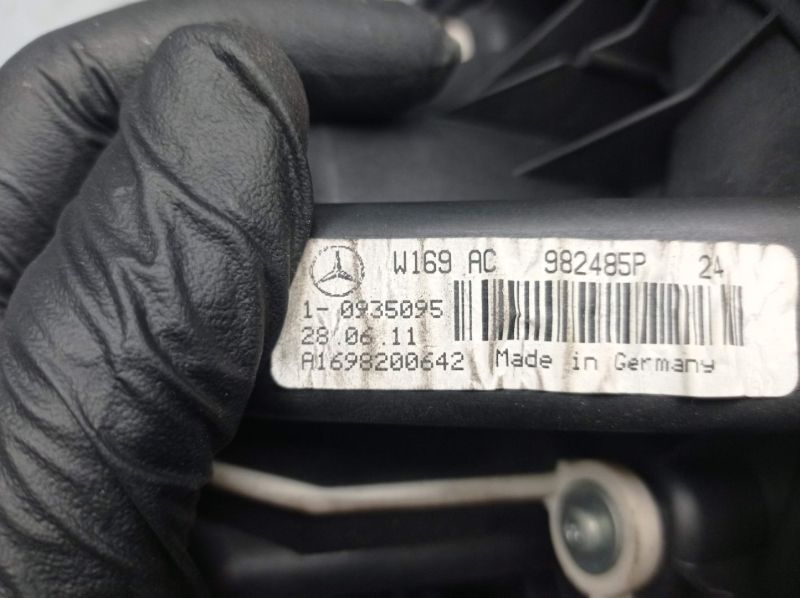 W169 AC 982485P 24
1- 0935095
28.06.11
A1698200642 Made in Germany